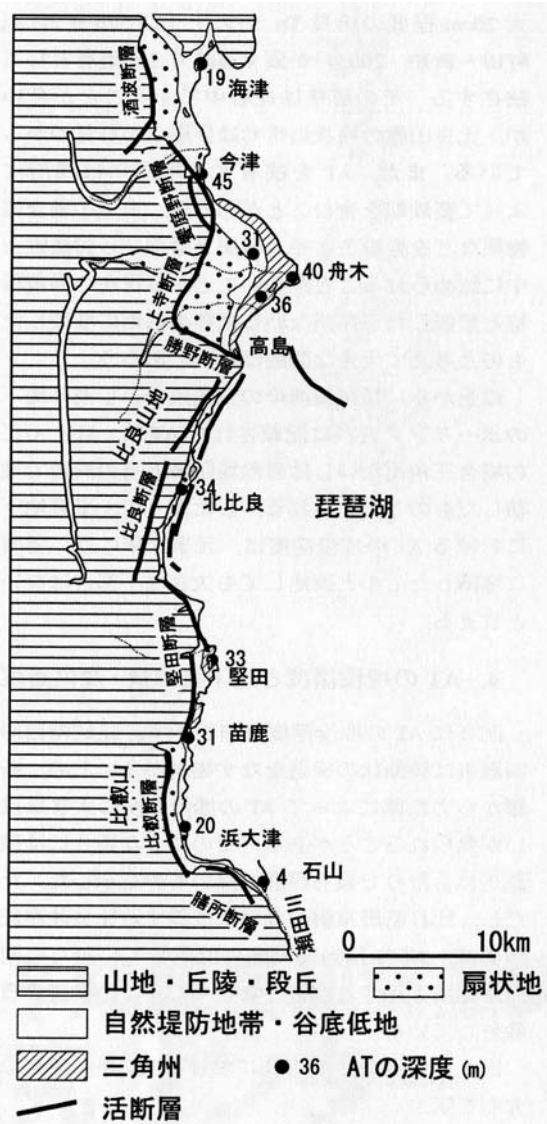 酒波断層
19
海津
今津
45
饗庭野断層
31
40 舟木
36
上寺断層
高島
勝野断層
比良山地
34
北比良
琵琶湖
比良断層
堅田断層
33
堅田
31 苗鹿
比叡山
比叡断層
20
浜大津
4 石山
膳所断層
瀬田川
0 10km
山地・丘陵・段丘
扇状地
自然堤防地帯・谷底低地
三角州
36 ATの深度(m)
活断層